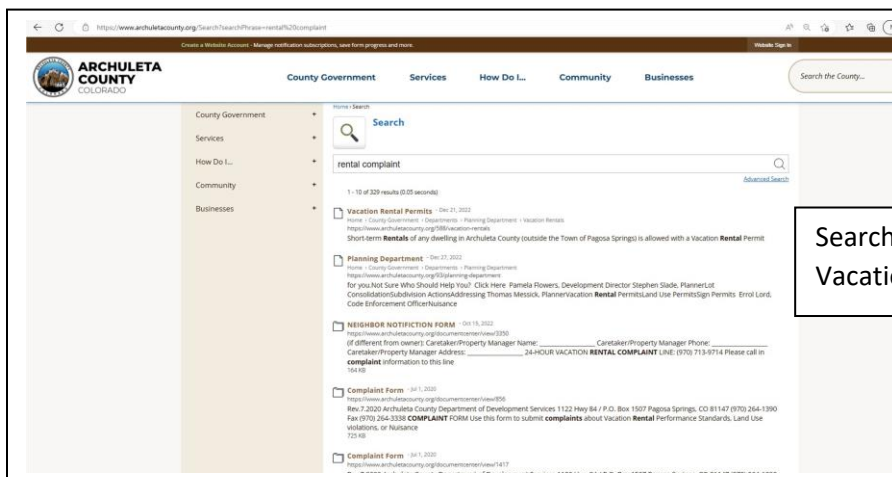 https://www.archuletacounty.org/Search?searchPhrase=rental%20complaint
Create a Website Account - Manage notification subscriptions, save form progress and more.
Website Sign In
ARCHULETA
COUNTY
COLORADO
County Government Services How Do I... Community Businesses
Search the County...
County Government +
Services +
How Do I... +
Community +
Businesses +
Home › Search
Search
rental complaint
Advanced Search
1 - 10 of 329 results (0.05 seconds)
Vacation Rental Permits - Dec 21, 2022
Home › County Government › Departments › Planning Department › Vacation Rentals
https://www.archuletacounty.org/588/vacation-rentals
Short-term Rentals of any dwelling in Archuleta County (outside the Town of Pagosa Springs) is allowed with a Vacation Rental Permit
Planning Department - Dec 27, 2022
Home › County Government › Departments › Planning Department
https://www.archuletacounty.org/93/planning-department
for you.Not Sure Who Should Help You? Click Here Pamela Flowers, Development Director Stephen Slade, PlannerLot
ConsolidationSubdivision ActionsAddressing Thomas Messick, PlannerVacation Rental PermitsLand Use PermitsSign Permits Errol Lord,
Code Enforcement OfficerNuisance
NEIGHBOR NOTIFICTION FORM - Oct 15, 2022
https://www.archuletacounty.org/documentcenter/view/3350
(if different from owner): Caretaker/Property Manager Name: ____________________ Caretaker/Property Manager Phone: ____________________
Caretaker/Property Manager Address: ____________________ 24-HOUR VACATION RENTAL COMPLAINT LINE: (970) 713-9714 Please call in
complaint information to this line
164 KB
Complaint Form - Jul 1, 2020
https://www.archuletacounty.org/documentcenter/view/856
Rev.7.2020 Archuleta County Department of Development Services 1122 Hwy 84 / P.O. Box 1507 Pagosa Springs, CO 81147 (970) 264-1390
Fax (970) 264-3338 COMPLAINT FORM Use this form to submit complaints about Vacation Rental Performance Standards, Land Use
violations, or Nuisance
725 KB
Complaint Form - Jul 1, 2020
https://www.archuletacounty.org/documentcenter/view/1417
Search
Vacatio